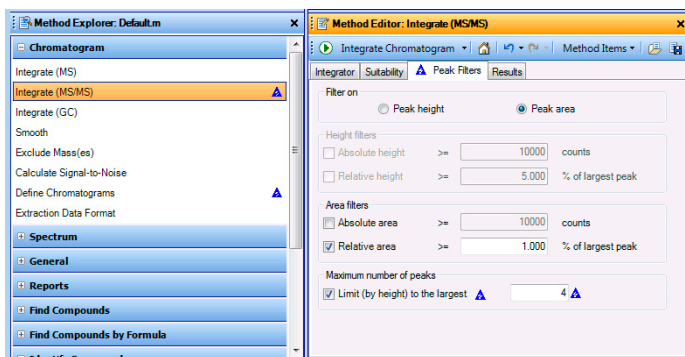 Method Explorer: Default.m
Chromatogram
Integrate (MS)
Integrate (MS/MS)
Integrate (GC)
Smooth
Exclude Mass(es)
Calculate Signal-to-Noise
Define Chromatograms
Extraction Data Format
Spectrum
General
Reports
Find Compounds
Find Compounds by Formula
Method Editor: Integrate (MS/MS)
Integrate Chromatogram Method Items
Integrator Suitability Peak Filters Results
Filter on
Peak height Peak area
Height filters
Absolute height >= 10000 counts
Relative height >= 5.000 % of largest peak
Area filters
Absolute area >= 10000 counts
Relative area >= 1.000 % of largest peak
Maximum number of peaks
Limit (by height) to the largest 4